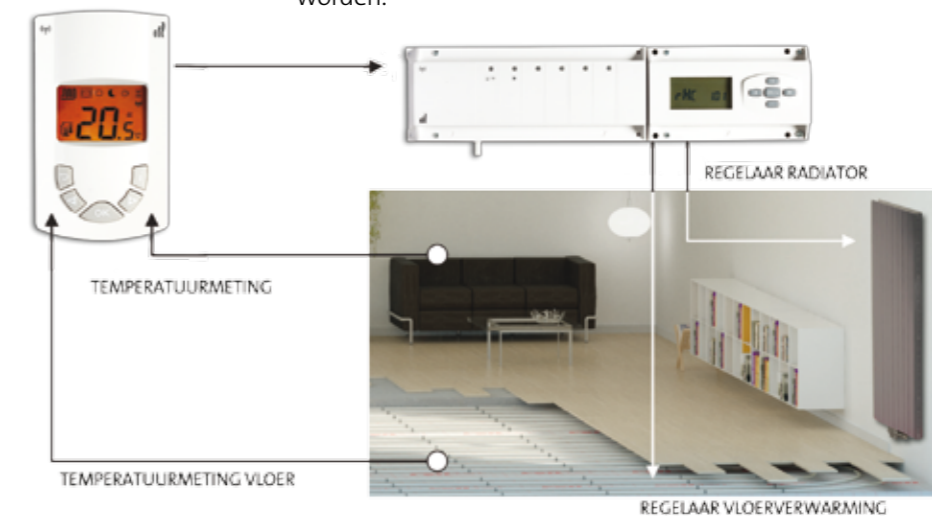 worden.
20.5
REGELAAR RADIATOR
TEMPERATUURMETING
TEMPERATUURMETING VLOER
REGELAAR VLOERVERWARMING